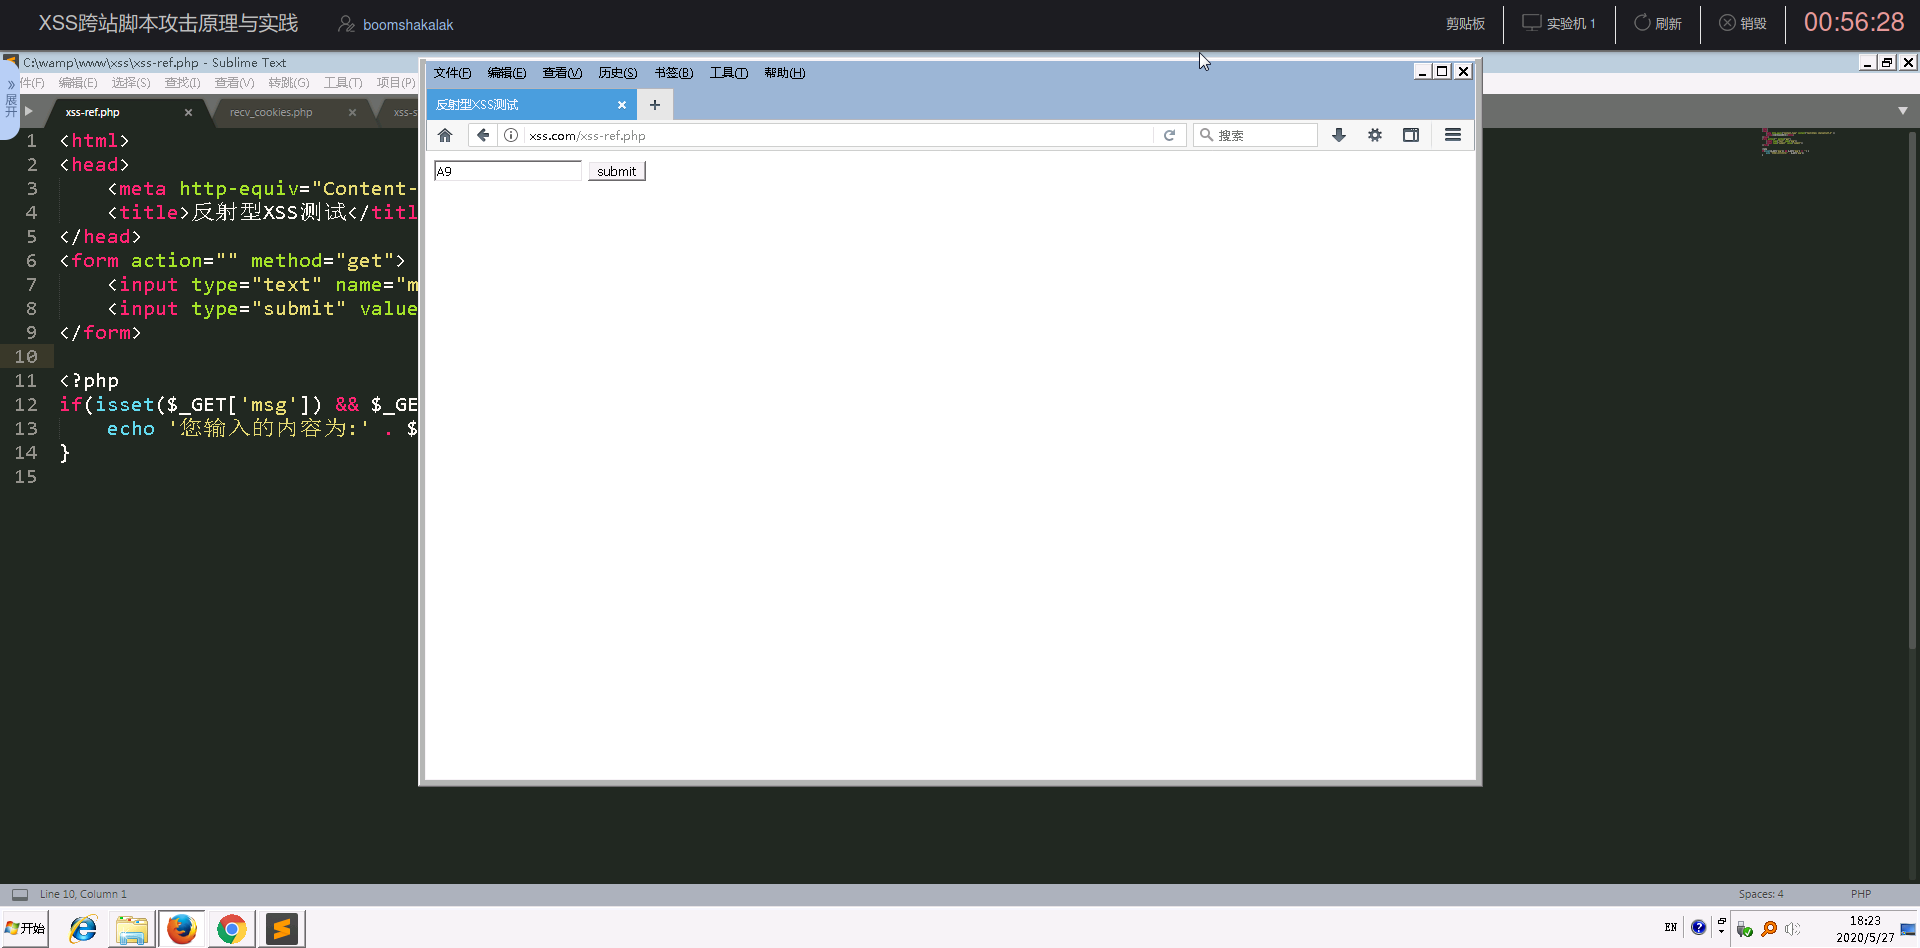 XSS跨站脚本攻击原理与实践
boomshakalak
剪贴板
实验机 1
刷新
销毁
00:56:28
C:\wamp\www\xss\xss-ref.php - Sublime Text
件(F) 编辑(E) 选择(S) 查找(I) 查看(V) 转跳(G) 工具(T) 项目(P)
» 展开
xss-ref.php
recv_cookies.php
xss-s
1 <html>
2 <head>
3 <meta http-equiv="Content-
4 <title>反射型XSS测试</titl
5 </head>
6 <form action="" method="get">
7 <input type="text" name="m
8 <input type="submit" value
9 </form>
10
11 <?php
12 if(isset($_GET['msg']) && $_GE
13 echo '您输入的内容为:' . $
14 }
15
文件(F) 编辑(E) 查看(V) 历史(S) 书签(B) 工具(T) 帮助(H)
反射型XSS测试
xss.com/xss-ref.php
搜索
A9
submit
Line 10, Column 1
Spaces: 4
PHP
开始
EN
18:23
2020/5/27